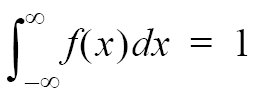 ∫_{-∞}^{∞} f(x)dx = 1